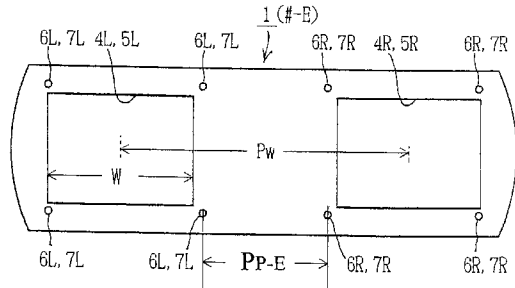 1 (#-E)
6L, 7L 4L, 5L 6L, 7L 6R, 7R 4R, 5R 6R, 7R
Pw
W
6L, 7L 6L, 7L PP-E 6R, 7R 6R, 7R